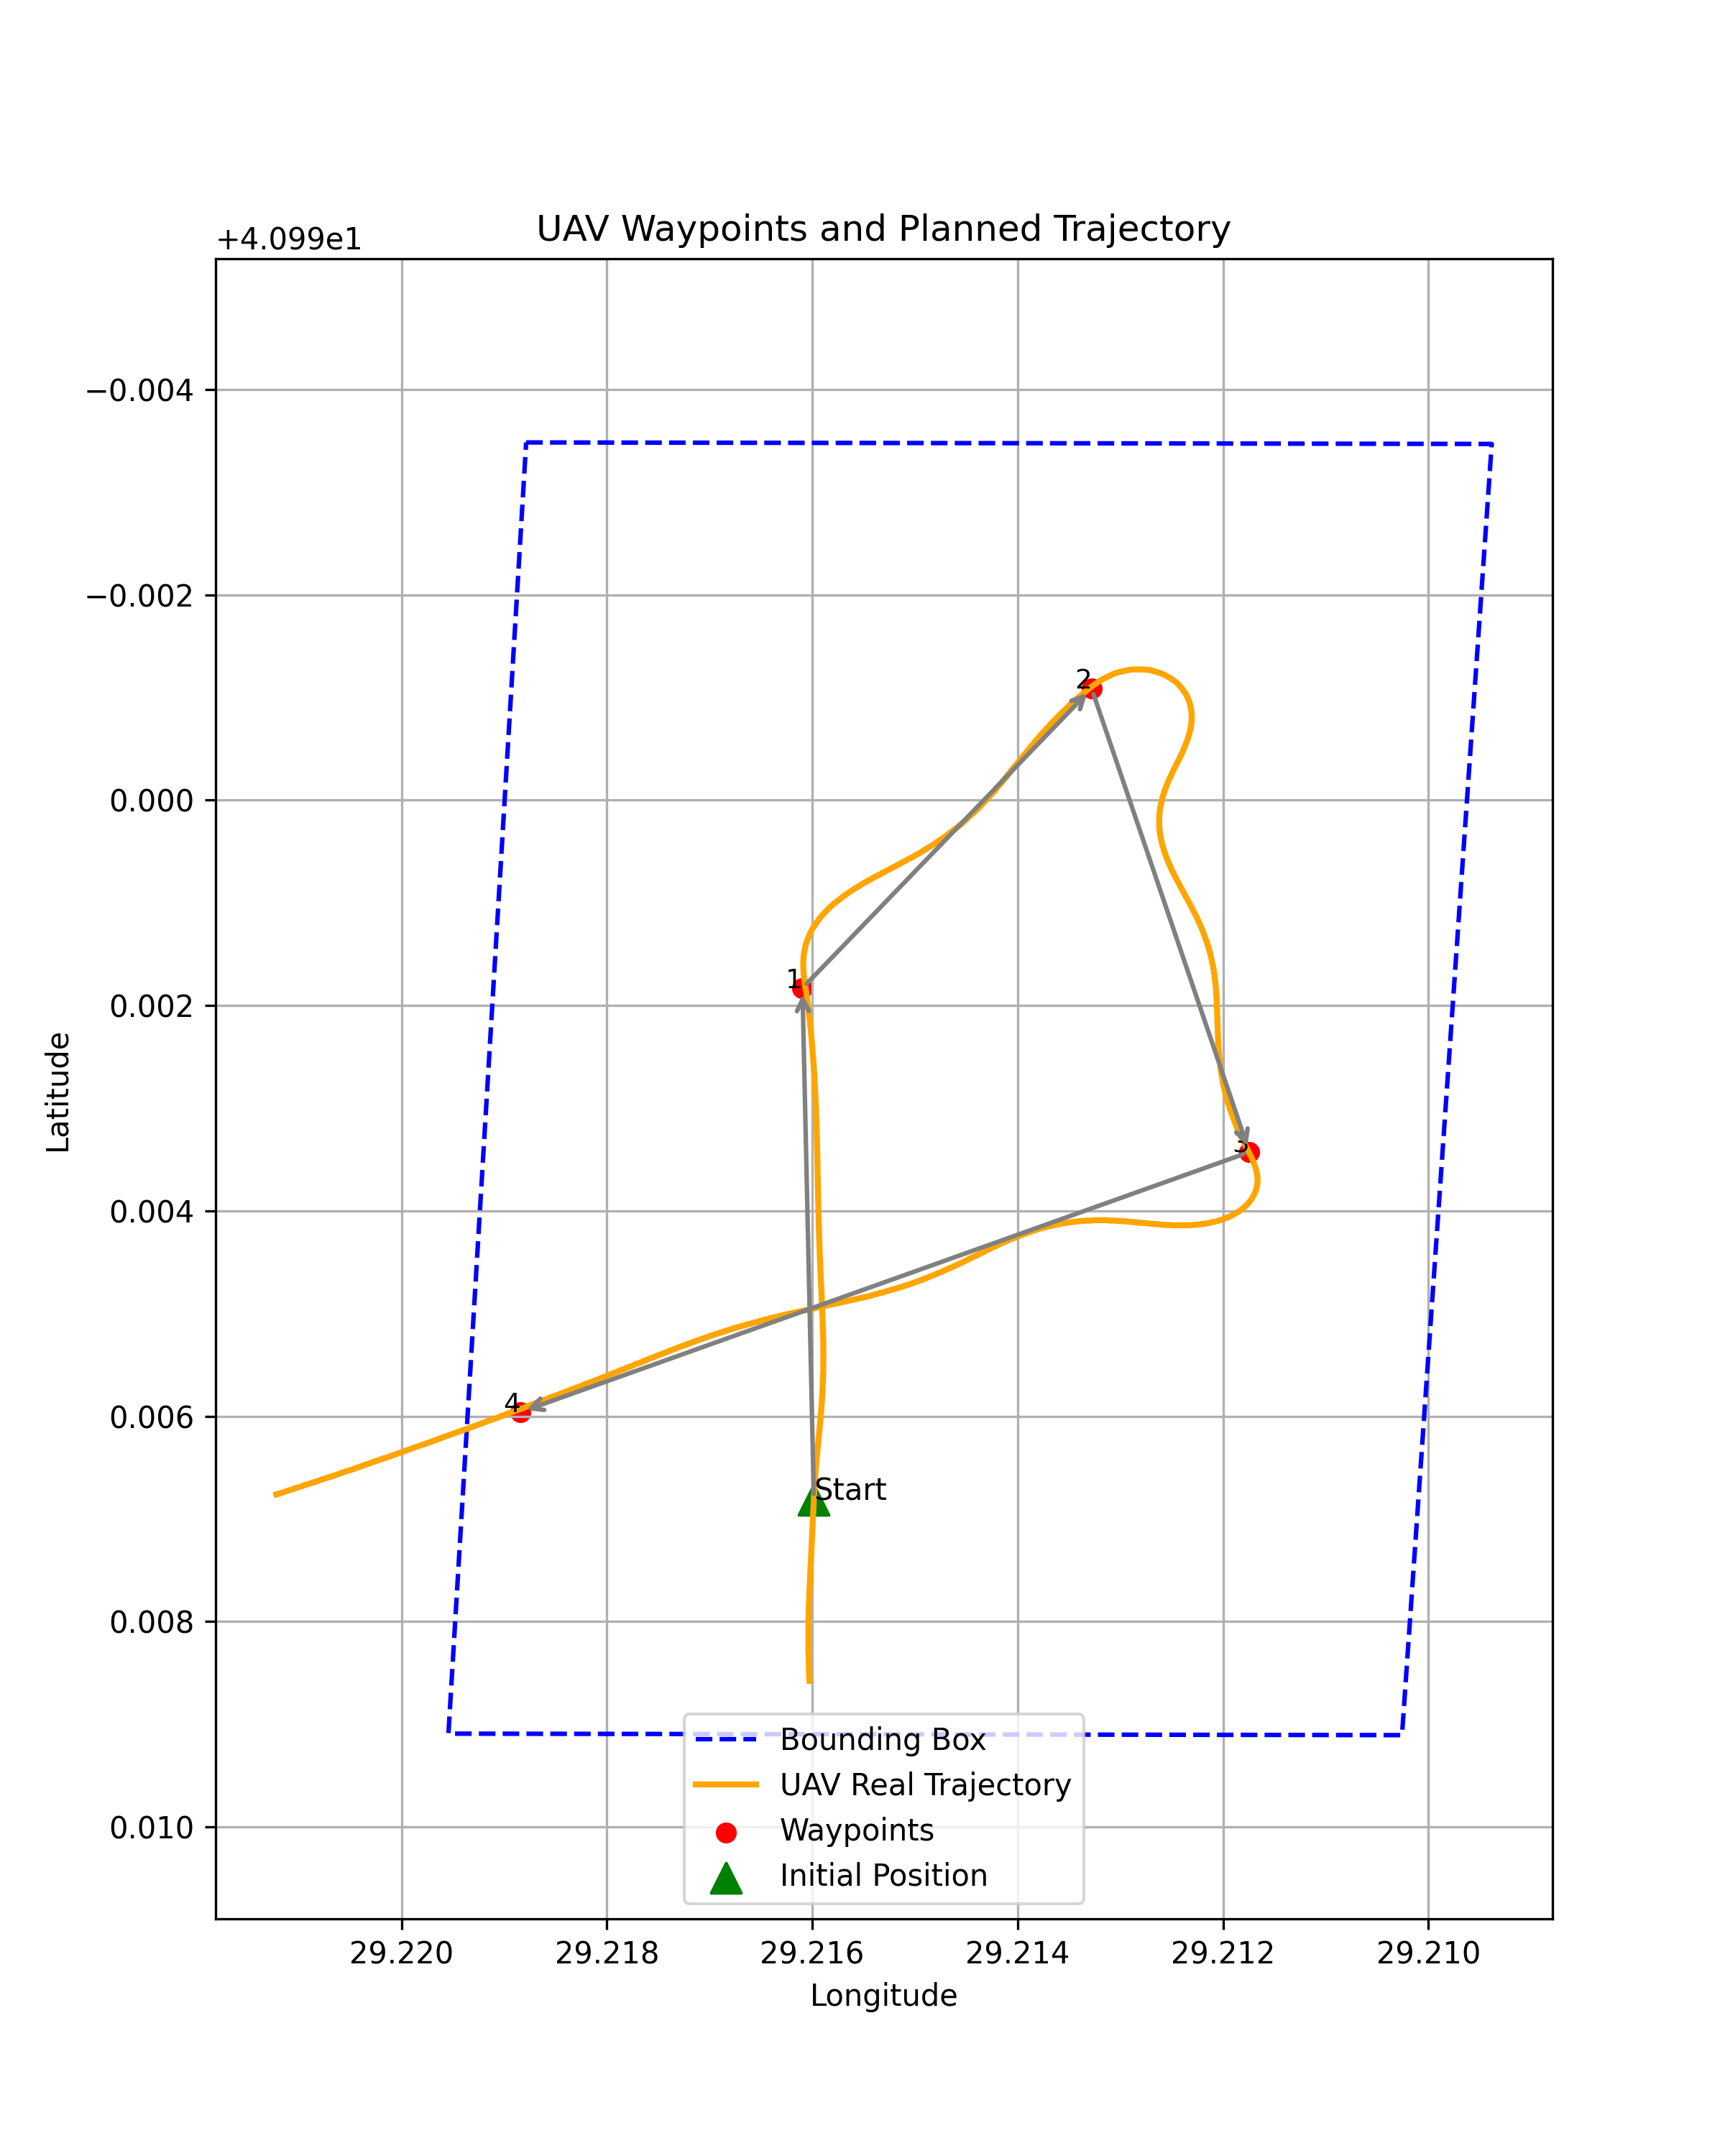 UAV Waypoints and Planned Trajectory
+4.099e1
−0.004
−0.002
0.000
0.002
0.004
0.006
0.008
0.010
Latitude
2
1
3
4
Start
Bounding Box
UAV Real Trajectory
Waypoints
Initial Position
29.220 29.218 29.216 29.214 29.212 29.210
Longitude